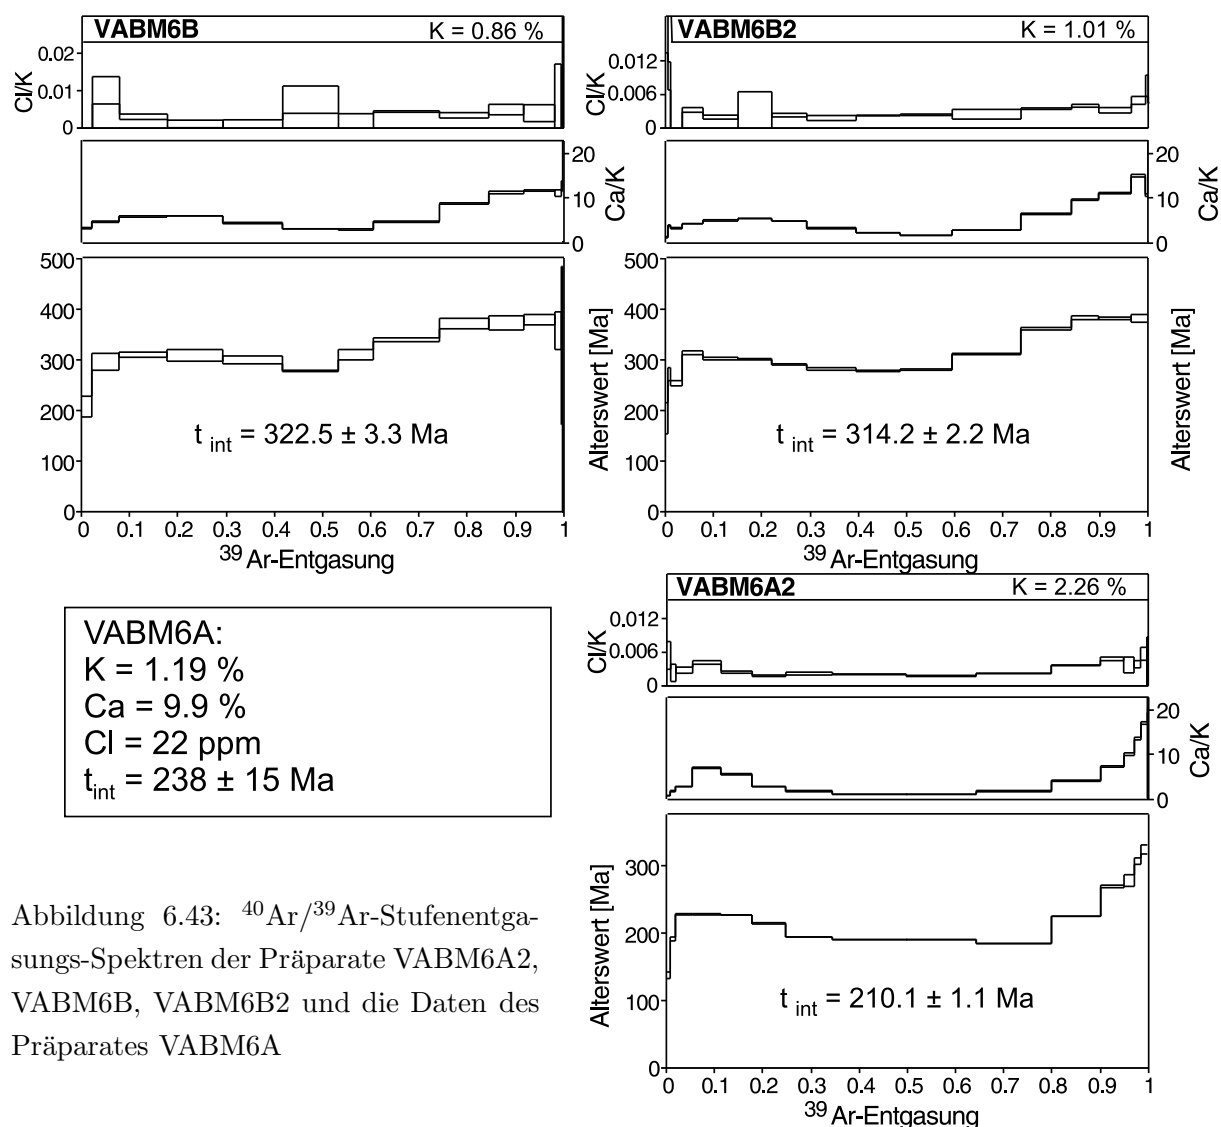 VABM6B K = 0.86 %
0.02
0.01
0
Cl/K
20
10
0
Ca/K
500
400
300
200
100
0
Alterswert [Ma]
t int = 322.5 ± 3.3 Ma
0 0.1 0.2 0.3 0.4 0.5 0.6 0.7 0.8 0.9 1
39 Ar-Entgasung
VABM6B2 K = 1.01 %
0.012
0.006
0
Cl/K
20
10
0
Ca/K
500
400
300
200
100
0
Alterswert [Ma]
t int = 314.2 ± 2.2 Ma
0 0.1 0.2 0.3 0.4 0.5 0.6 0.7 0.8 0.9 1
39 Ar-Entgasung
VABM6A:
K = 1.19 %
Ca = 9.9 %
Cl = 22 ppm
tint = 238 ± 15 Ma
VABM6A2 K = 2.26 %
0.012
0.006
0
Cl/K
20
10
0
Ca/K
300
200
100
0
Alterswert [Ma]
t int = 210.1 ± 1.1 Ma
0 0.1 0.2 0.3 0.4 0.5 0.6 0.7 0.8 0.9 1
39 Ar-Entgasung
Abbildung 6.43: 40Ar/39Ar-Stufenentga-
sungs-Spektren der Präparate VABM6A2,
VABM6B, VABM6B2 und die Daten des
Präparates VABM6A